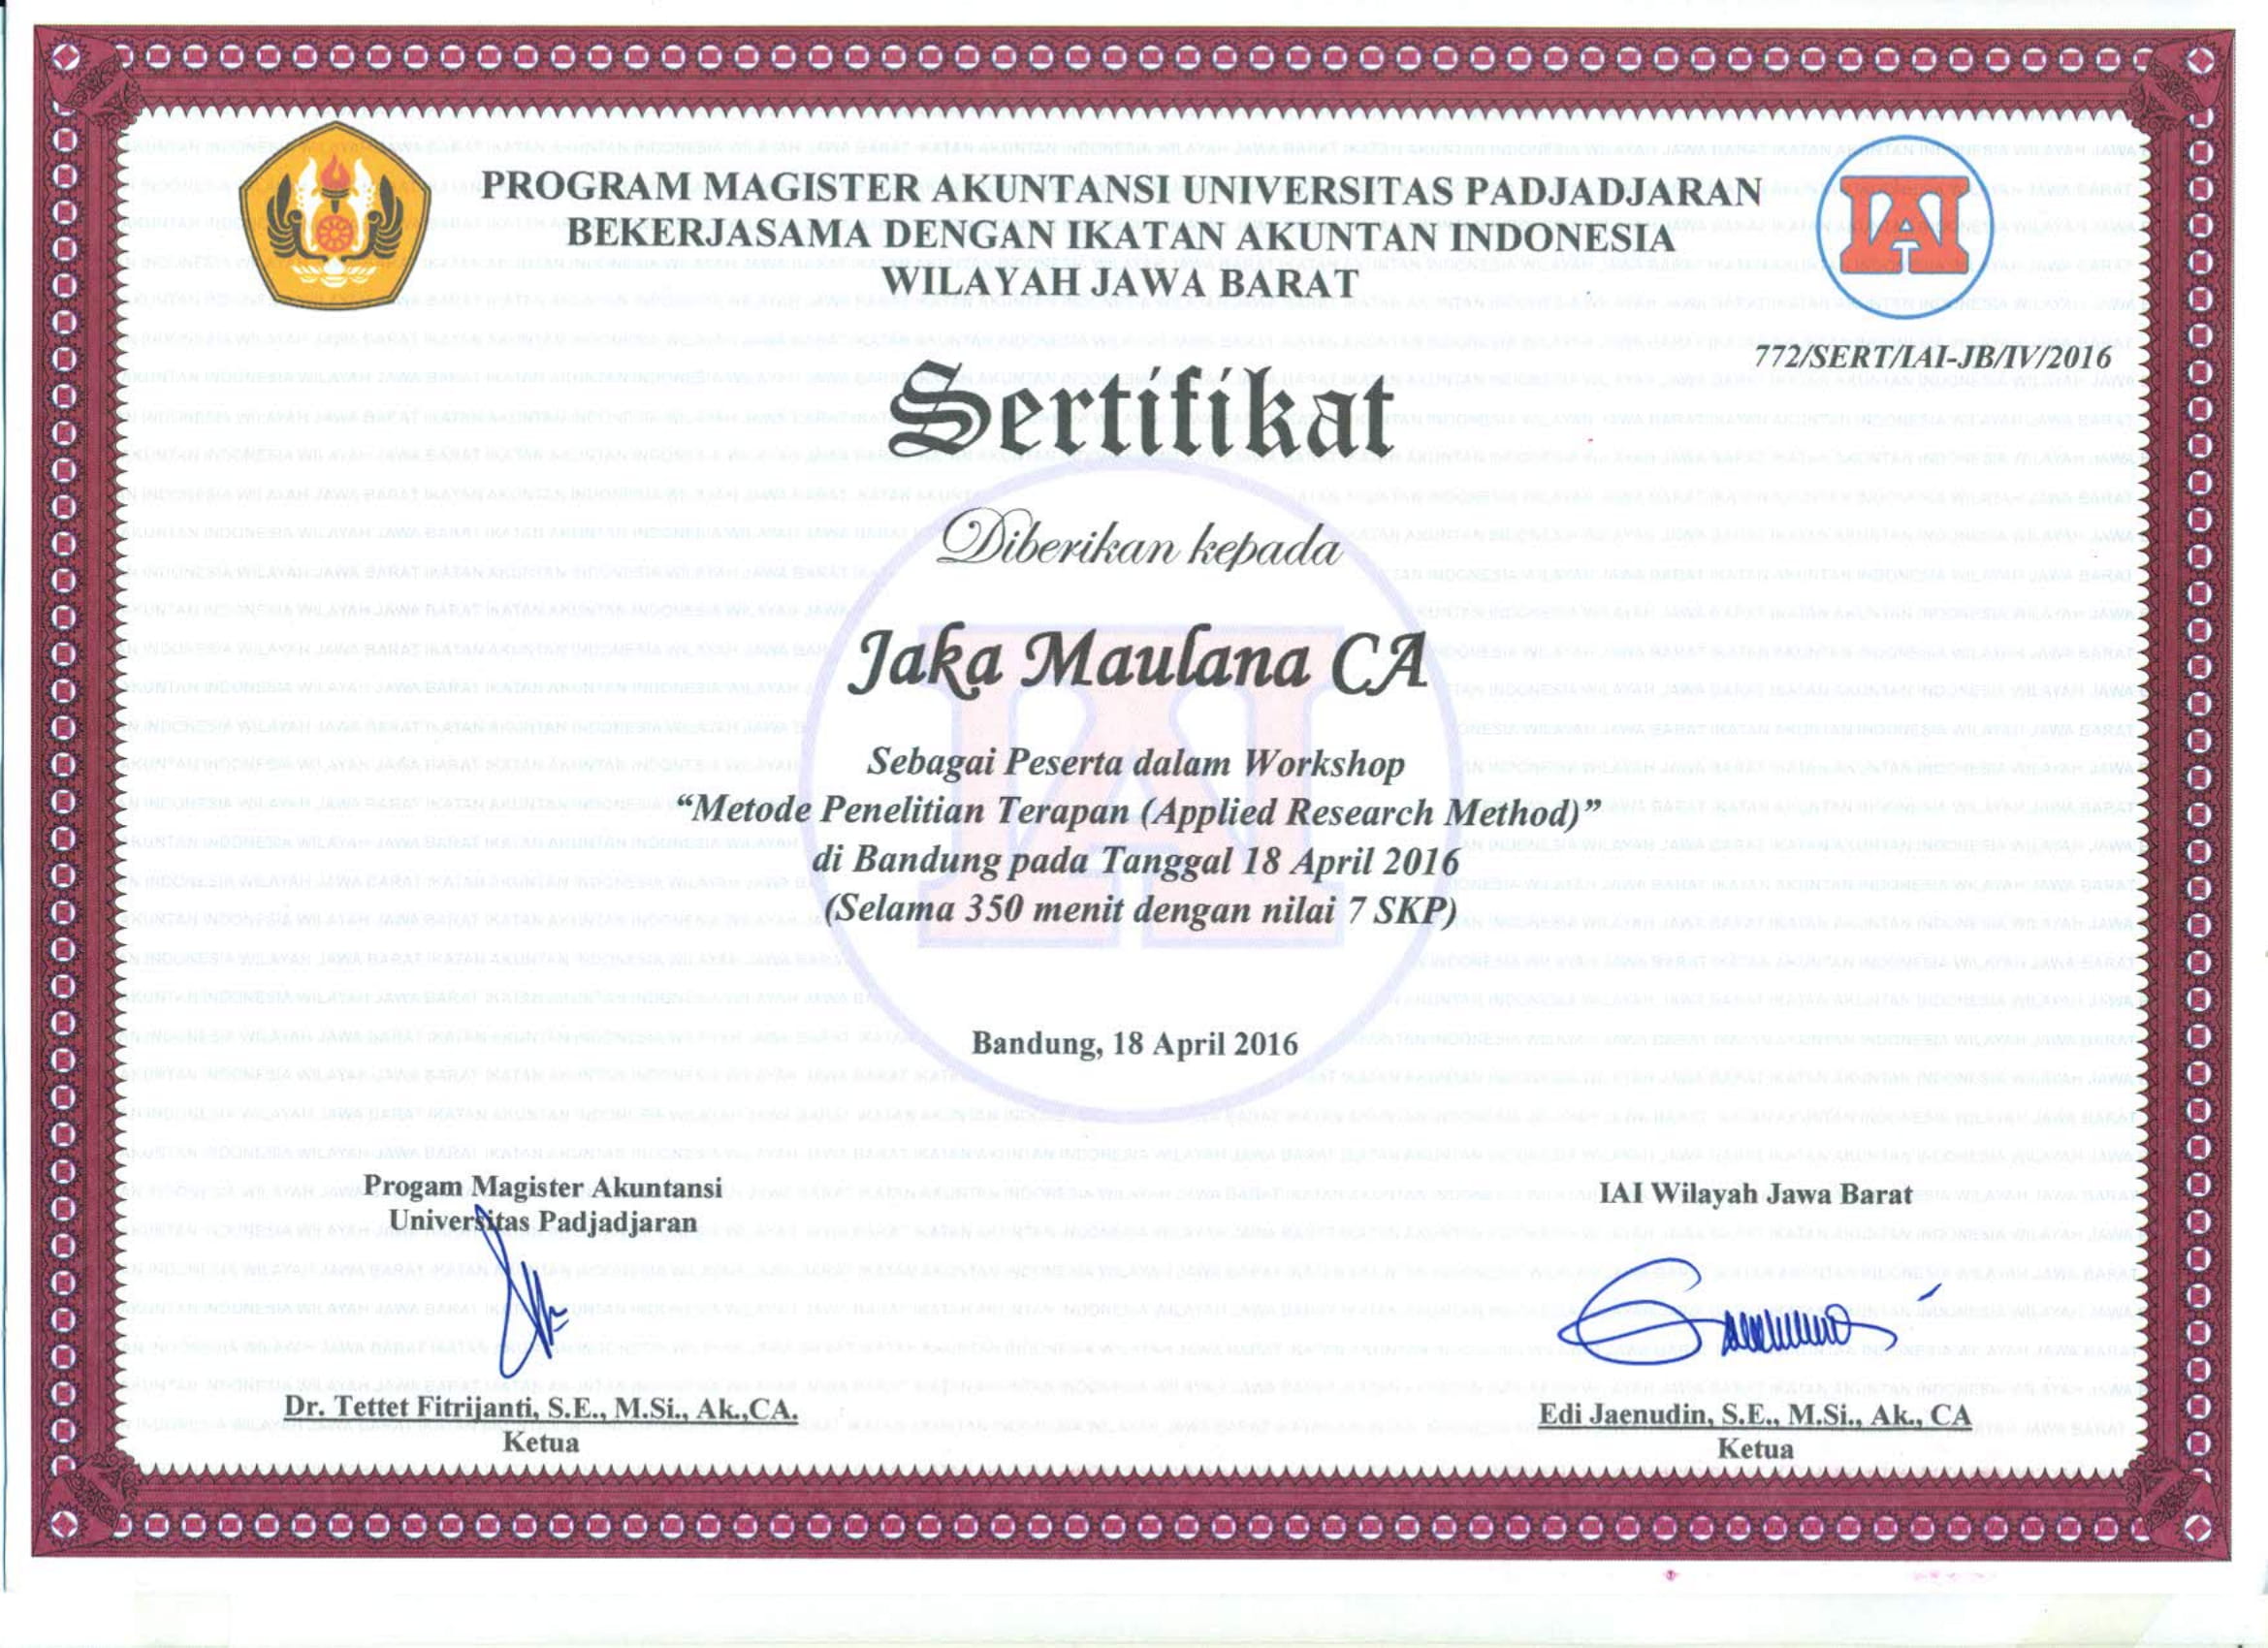 PROGRAM MAGISTER AKUNTANSI UNIVERSITAS PADJADJARAN
BEKERJASAMA DENGAN IKATAN AKUNTAN INDONESIA
WILAYAH JAWA BARAT
IAI
772/SERT/IAI-JB/IV/2016
Sertifikat
Diberikan kepada
Jaka Maulana CA
Sebagai Peserta dalam Workshop
“Metode Penelitian Terapan (Applied Research Method)”
di Bandung pada Tanggal 18 April 2016
(Selama 350 menit dengan nilai 7 SKP)
Bandung, 18 April 2016
Progam Magister Akuntansi
Universitas Padjadjaran
Dr. Tettet Fitrijanti, S.E., M.Si., Ak.,CA.
Ketua
IAI Wilayah Jawa Barat
Edi Jaenudin, S.E., M.Si., Ak., CA
Ketua